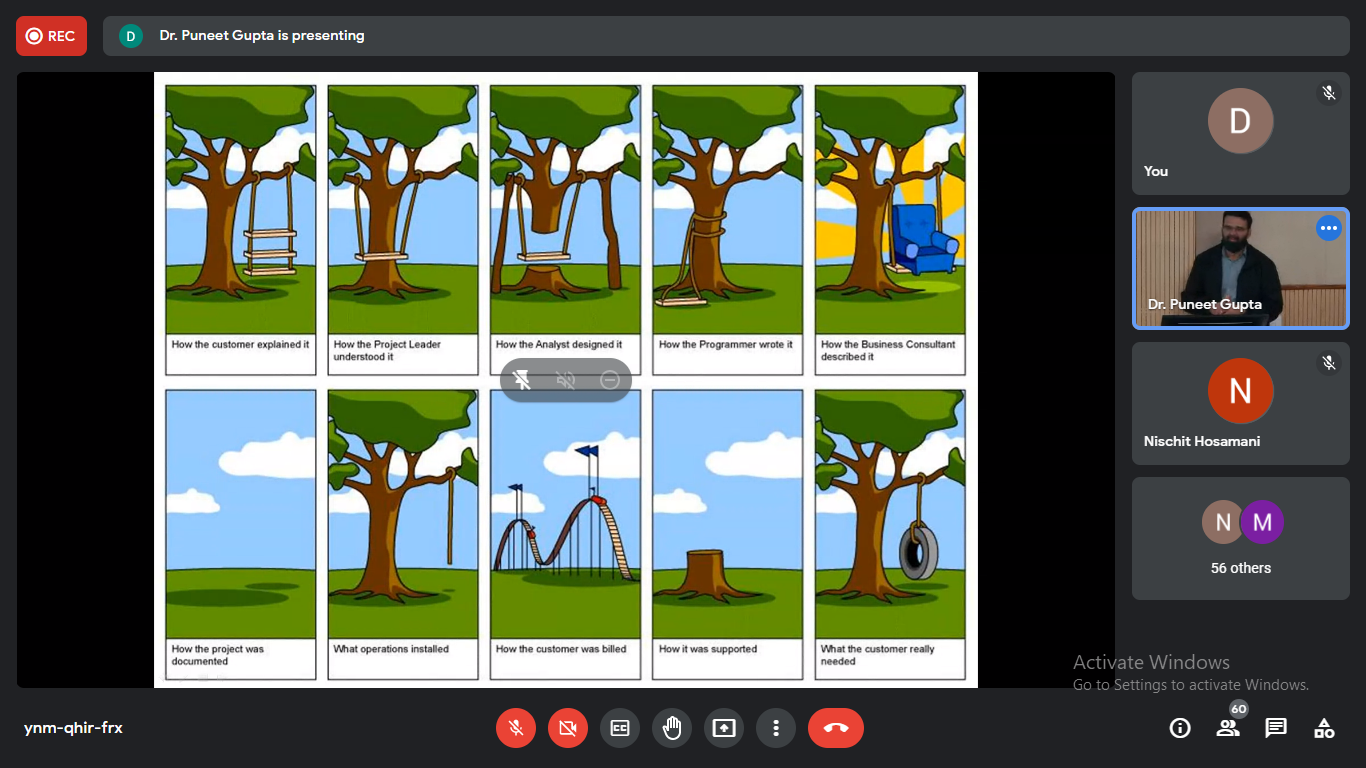 REC
D
Dr. Puneet Gupta is presenting
How the customer explained it
How the Project Leader
understood it
How the Analyst designed it
How the Programmer wrote it
How the Business Consultant
described it
How the project was
documented
What operations installed
How the customer was billed
How it was supported
What the customer really
needed
D
You
Dr. Puneet Gupta
N
Nischit Hosamani
N
M
56 others
Activate Windows
Go to Settings to activate Windows.
ynm-qhir-frx
CC
60